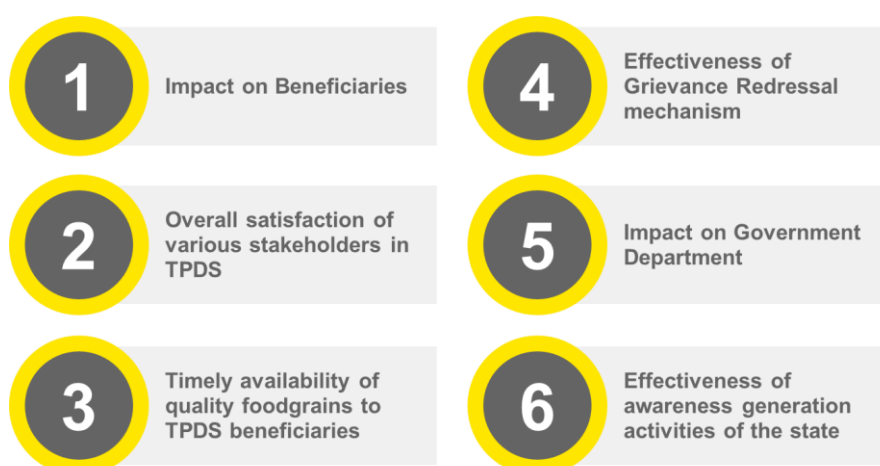 1
Impact on Beneficiaries
2
Overall satisfaction of
various stakeholders in
TPDS
3
Timely availability of
quality foodgrains to
TPDS beneficiaries
4
Effectiveness of
Grievance Redressal
mechanism
5
Impact on Government
Department
6
Effectiveness of
awareness generation
activities of the state